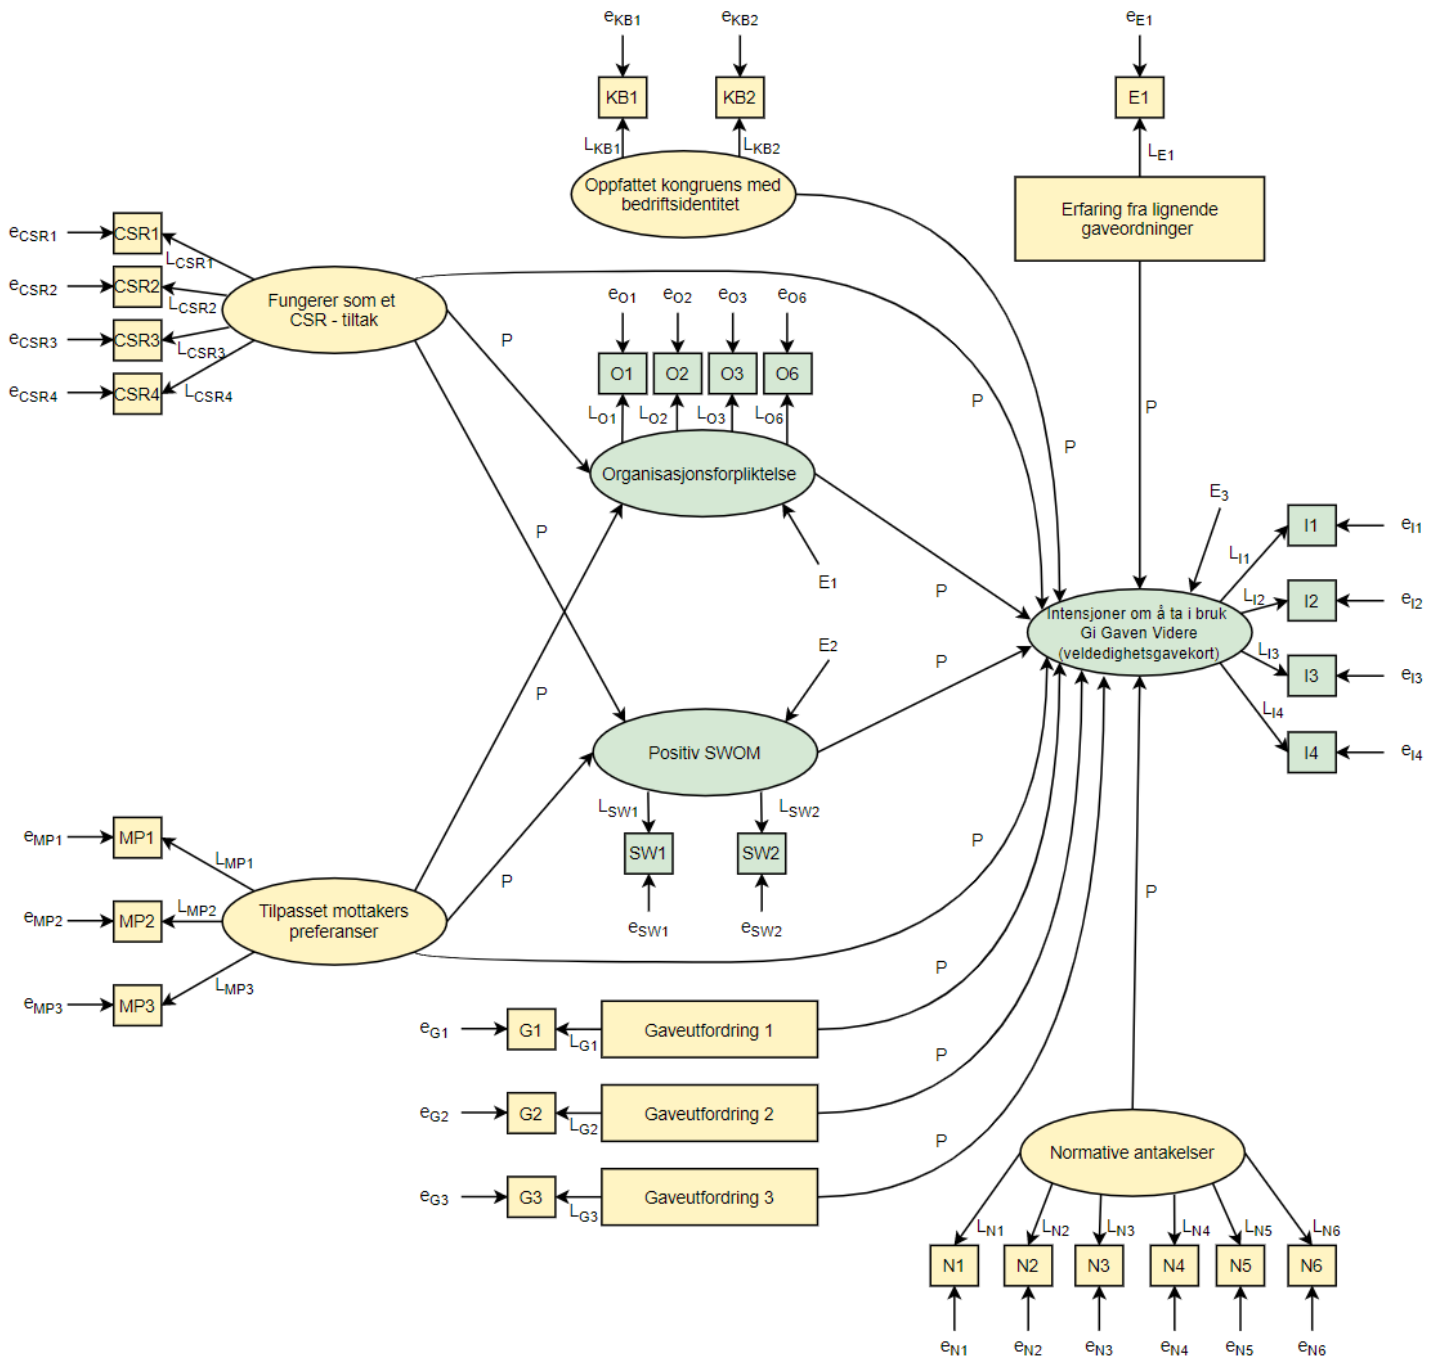 eKB1
eKB2
eE1
KB1
KB2
E1
LKB1
LKB2
LE1
Oppfattet kongruens med
bedriftsidentitet
Erfaring fra lignende
gaveordninger
eCSR1
CSR1
LCSR1
eCSR2
CSR2
LCSR2
eCSR3
CSR3
LCSR3
eCSR4
CSR4
LCSR4
Fungerer som et
CSR - tiltak
eO1
eO2
eO3
eO6
O1
O2
O3
O6
LO1
LO2
LO3
LO6
P
P
P
P
Organisasjonsforpliktelse
E3
P
E1
P
I1
eI1
LI1
I2
eI2
LI2
Intensjoner om å ta i bruk
Gi Gaven Videre
(veldedighetsgavekort)
I3
eI3
LI3
I4
eI4
LI4
E2
P
P
Positiv SWOM
LSW1
LSW2
SW1
SW2
eSW1
eSW2
eMP1
MP1
LMP1
eMP2
MP2
LMP2
eMP3
MP3
LMP3
Tilpasset mottakers
preferanser
P
P
P
P
eG1
G1
LG1
Gaveutfordring 1
P
eG2
G2
LG2
Gaveutfordring 2
P
eG3
G3
LG3
Gaveutfordring 3
Normative antakelser
LN1
LN2
LN3
LN4
LN5
LN6
N1
N2
N3
N4
N5
N6
eN1
eN2
eN3
eN4
eN5
eN6